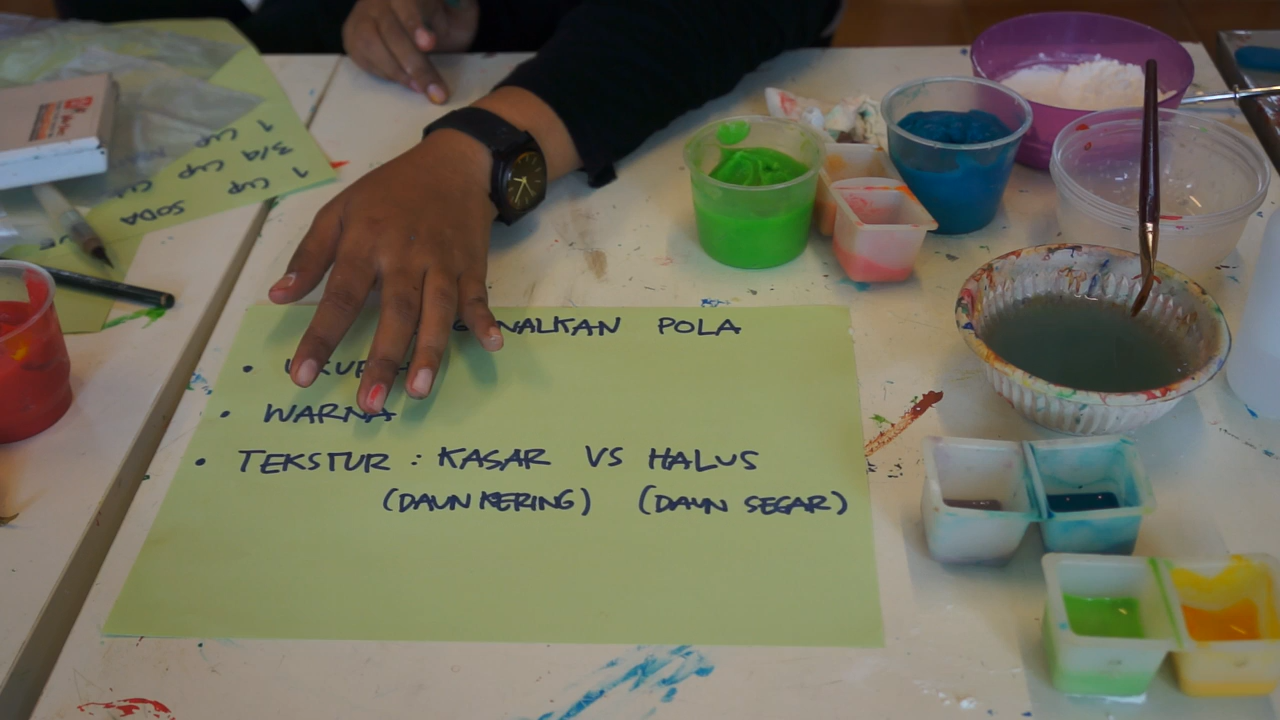 NALKAN POLA
• UKURA
• WARNA
• TEKSTUR : KASAR VS HALUS
(DAUN KERING) (DAUN SEGAR)
1 CUP
3/4 CUP
1 CUP
SODA